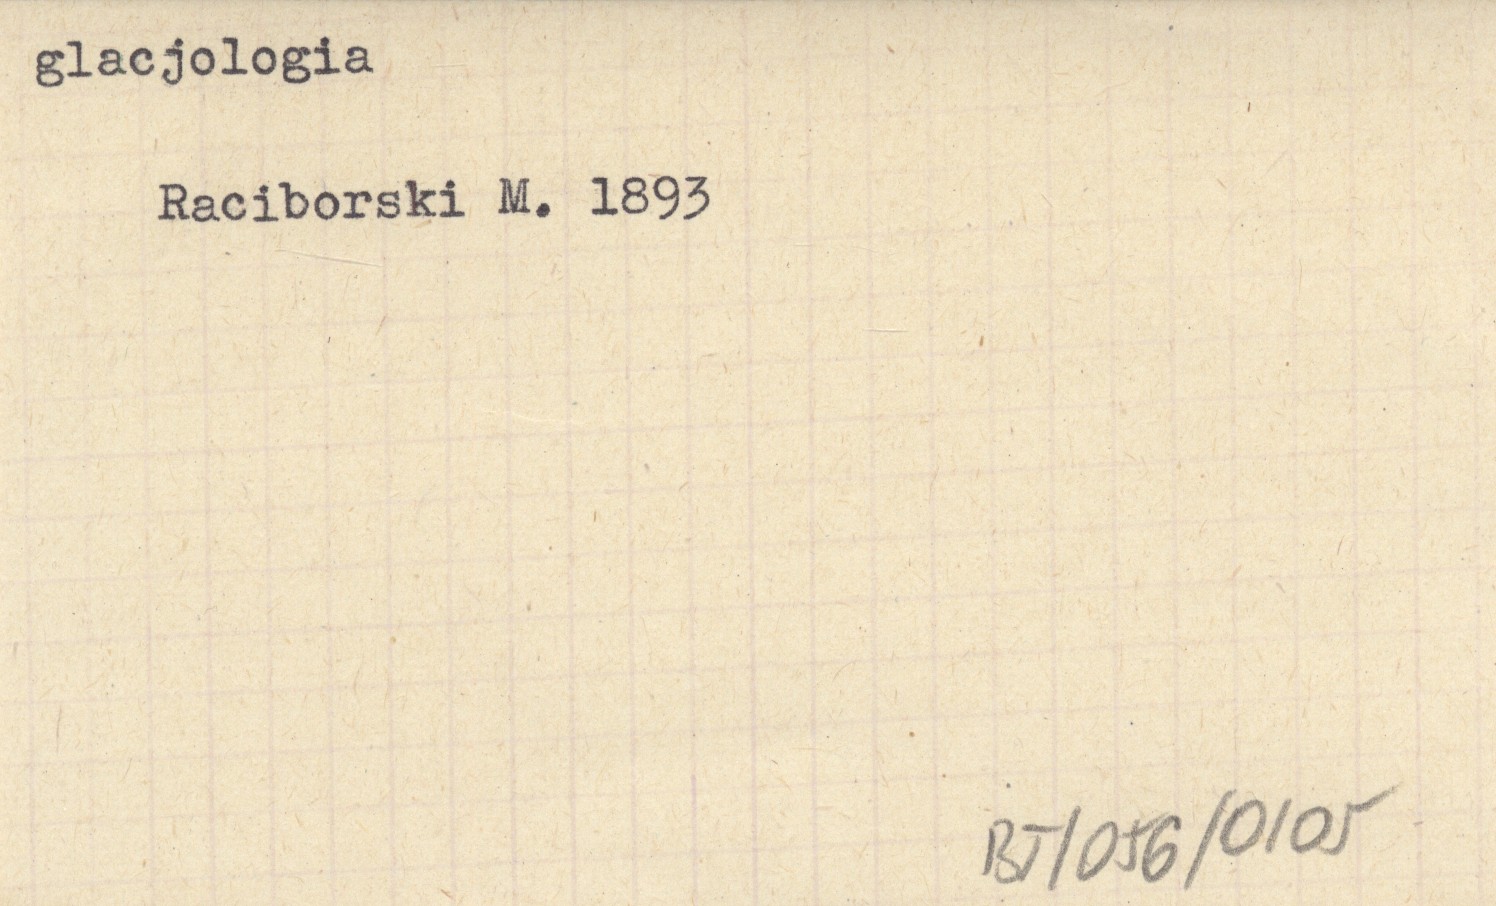 glacjologia
Raciborski M. 1893
BJ/056/0105